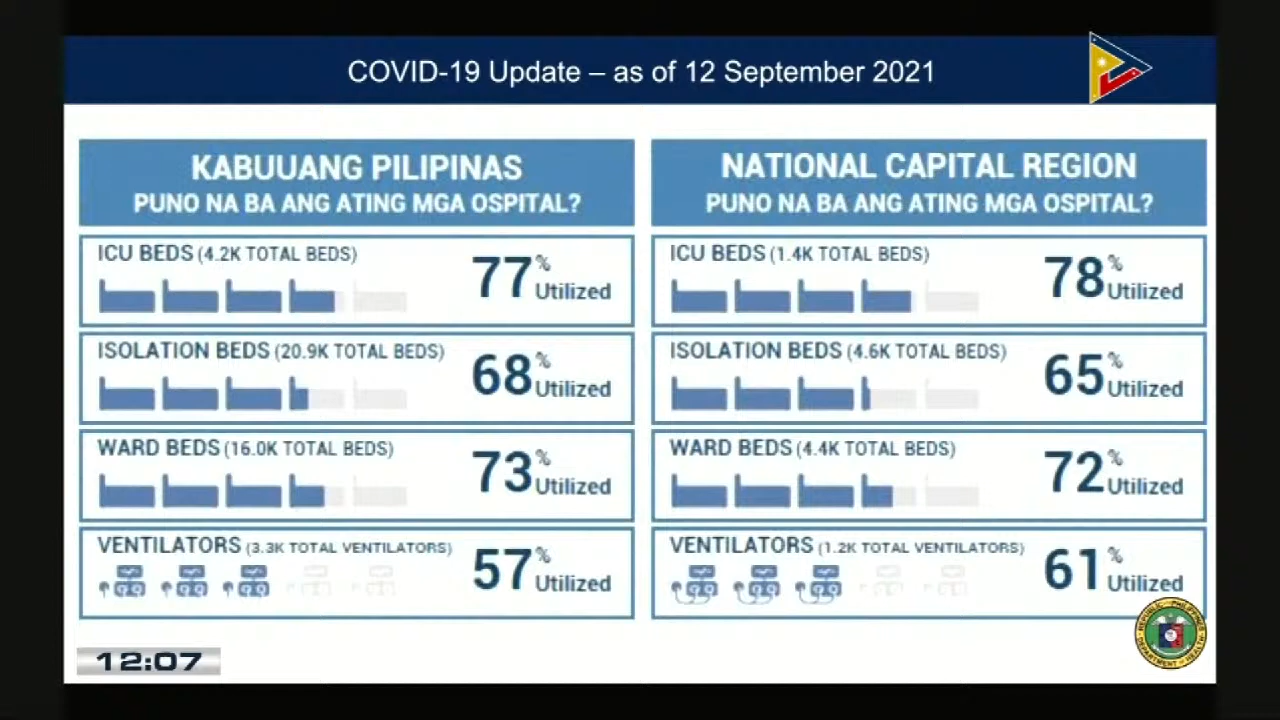 COVID-19 Update – as of 12 September 2021
KABUUANG PILIPINAS
PUNO NA BA ANG ATING MGA OSPITAL?
ICU BEDS (4.2K TOTAL BEDS)
77% Utilized
ISOLATION BEDS (20.9K TOTAL BEDS)
68% Utilized
WARD BEDS (16.0K TOTAL BEDS)
73% Utilized
VENTILATORS (3.3K TOTAL VENTILATORS)
57% Utilized
NATIONAL CAPITAL REGION
PUNO NA BA ANG ATING MGA OSPITAL?
ICU BEDS (1.4K TOTAL BEDS)
78% Utilized
ISOLATION BEDS (4.6K TOTAL BEDS)
65% Utilized
WARD BEDS (4.4K TOTAL BEDS)
72% Utilized
VENTILATORS (1.2K TOTAL VENTILATORS)
61% Utilized
12:07